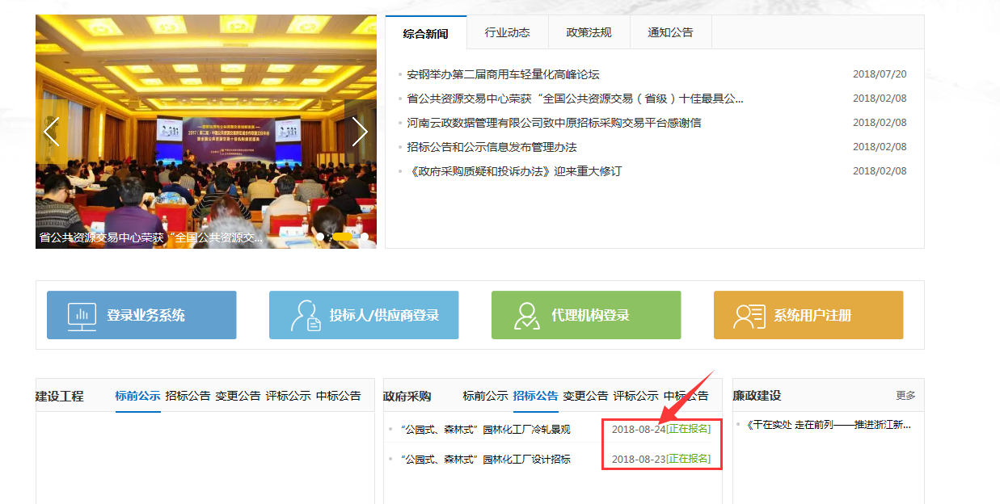 综合新闻 行业动态 政策法规 通知公告
安钢举办第二届商用车轻量化高峰论坛 2018/07/20
省公共资源交易中心荣获“全国公共资源交易（省级）十佳最具公... 2018/02/08
河南云政数据管理有限公司致中原招标采购交易平台感谢信 2018/02/08
招标公告和公示信息发布管理办法 2018/02/08
《政府采购质疑和投诉办法》迎来重大修订 2018/02/08
省公共资源交易中心荣获“全国公共资源交...
登录业务系统 投标人/供应商登录 代理机构登录 系统用户注册
建设工程 标前公示 招标公告 变更公告 评标公示 中标公告
政府采购 标前公示 招标公告 变更公告 评标公示 中标公告
“公园式、森林式”园林化工厂冷轧景观 2018-08-24[正在报名]
“公园式、森林式”园林化工厂设计招标 2018-08-23[正在报名]
廉政建设 更多
《干在实处 走在前列——推进浙江新...